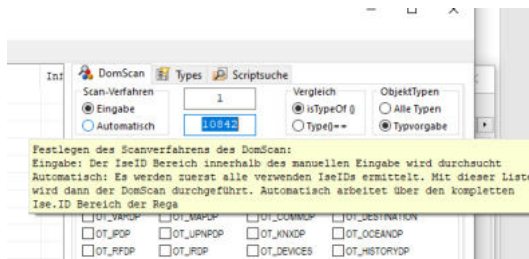 Inf DomScan Types Scriptsuche
Scan-Verfahren Vergleich ObjektTypen
Eingabe 1 isTypeOf () Alle Typen
Automatisch 10842 Type()== Typvorgabe
Festlegen des Scanverfahrens des DomScan:
Eingabe: Der IseID Bereich innerhalb des manuellen Eingabe wird durchsucht
Automatisch: Es werden zuerst alle verwenden IseIDs ermittelt. Mit dieser Liste
wird dann der DomScan durchgeführt. Automatisch arbeitet über den kompletten
Ise.ID Bereich der Rega
OT_VARDP OT_MAPDP OT_COMMDP OT_DESTINATION
OT_IPDP OT_UPNPDP OT_KNXDP OT_OCEANDP
OT_RFDP OT_IRDP OT_DEVICES OT_HISTORYDP